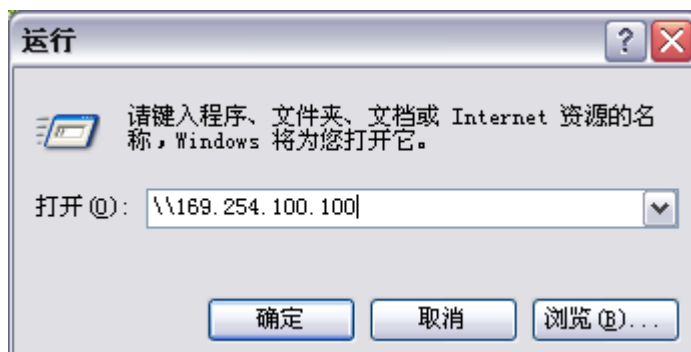 运行
请键入程序、文件夹、文档或 Internet 资源的名
称，Windows 将为您打开它。
打开(O): \\169.254.100.100
确定 取消 浏览(B)...